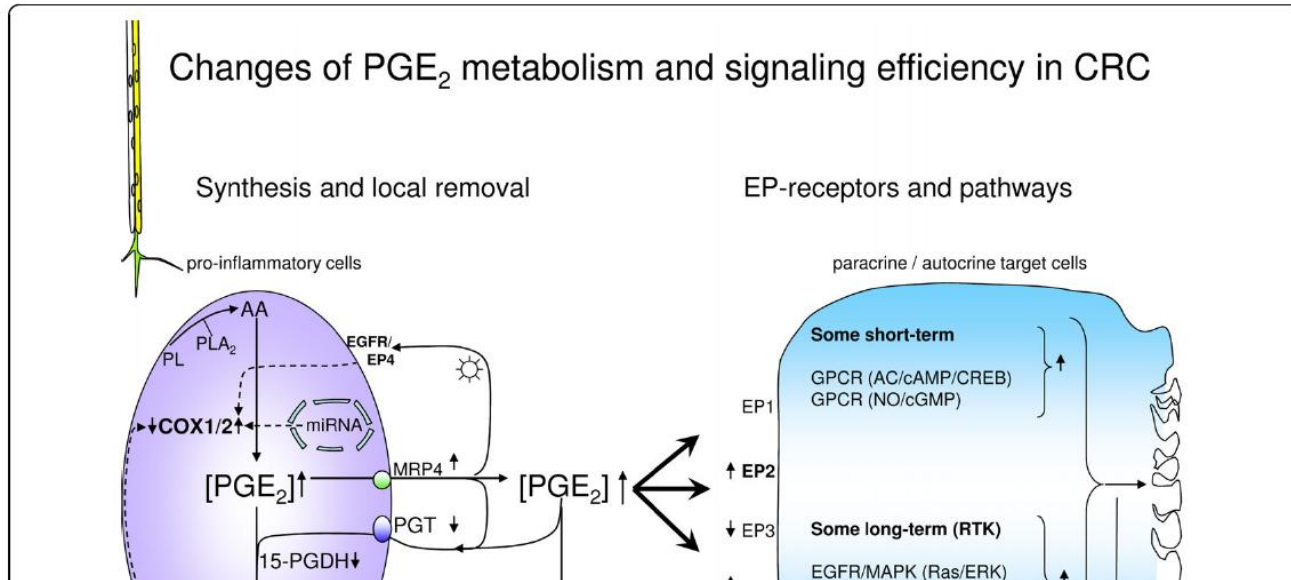 Changes of PGE₂ metabolism and signaling efficiency in CRC
Synthesis and local removal
EP-receptors and pathways
pro-inflammatory cells
paracrine / autocrine target cells
AA
PLA₂
PL
EGFR/
EP4
↓COX1/2↑
miRNA
[PGE₂]↑
MRP4 ↑
[PGE₂]↑
PGT ↓
15-PGDH↓
EP1
↑ EP2
↓ EP3
Some short-term
GPCR (AC/cAMP/CREB)
GPCR (NO/cGMP)
↑
Some long-term (RTK)
EGFR/MAPK (Ras/ERK)
↑